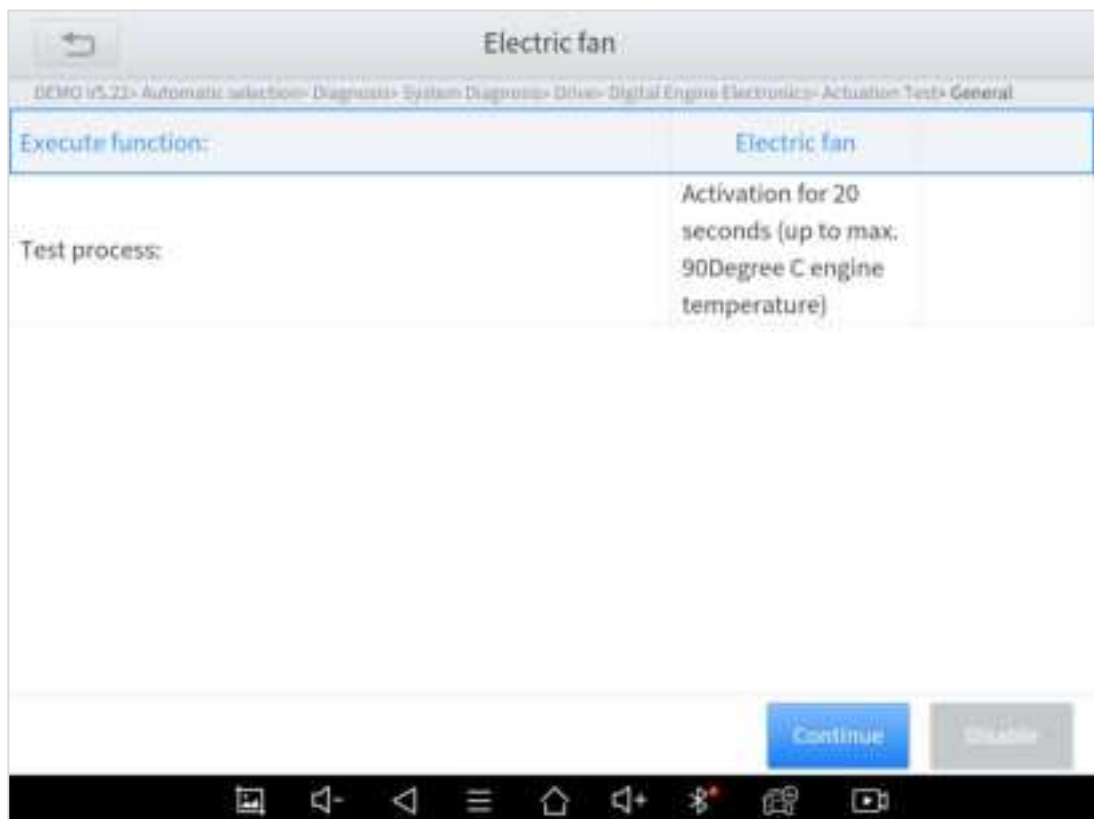 Electric fan
DEMO V5.22> Automatic selection> Diagnosis> System Diagnosis> Drive> Digital Engine Electronics> Actuation Test> General
Execute function:
Electric fan
Test process:
Activation for 20
seconds (up to max.
90Degree C engine
temperature)
Continue
Disable